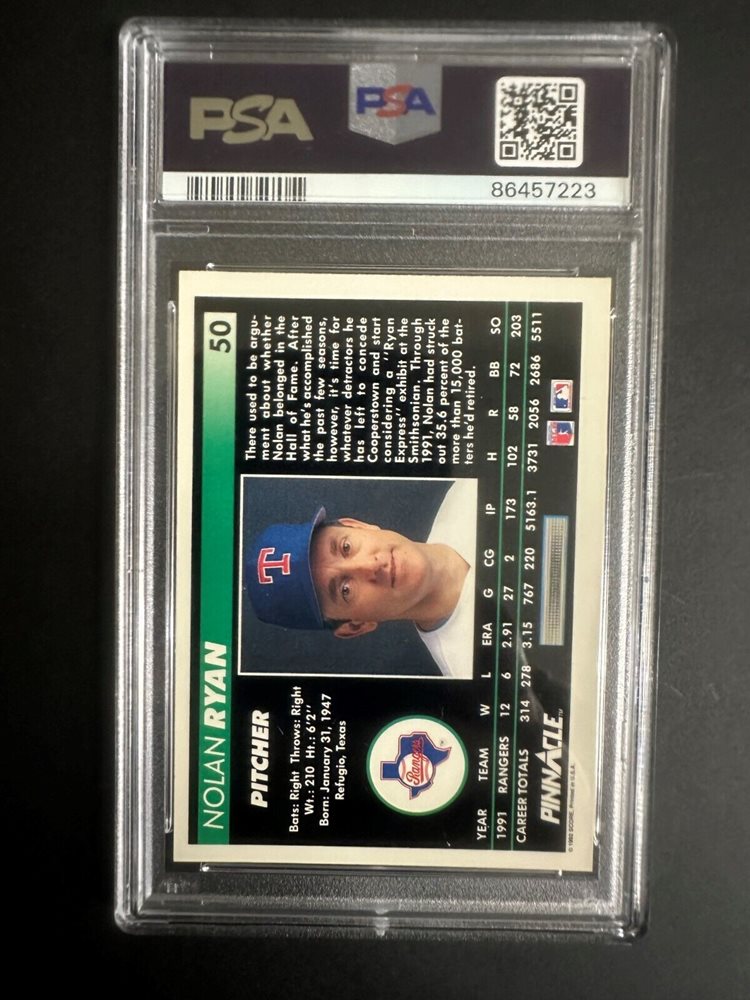 PSA
PSA
86457223
NOLAN RYAN 50
PITCHER
Bats: Right Throws: Right
Wt.: 210 Ht.: 6'2"
Born: January 31, 1947
Refugio, Texas
T
Rangers
There used to be argu-
ment about whether
Nolan belonged in the
Hall of Fame. After
what he's accomplished
the past few seasons,
however, it's time for
whatever detractors he
has left to concede
Cooperstown and start
considering a "Ryan
Express" exhibit at the
Smithsonian. Through
1991, Nolan had struck
out 35.6 percent of the
more than 15,000 bat-
ters he'd retired.
YEAR TEAM W L ERA G CG IP H R BB SO
1991 RANGERS 12 6 2.91 27 2 173 102 58 72 203
CAREER TOTALS 314 278 3.15 767 220 5163.1 3731 2056 2686 5511
PINNACLE™
© 1992 SCORE, Printed in U.S.A.